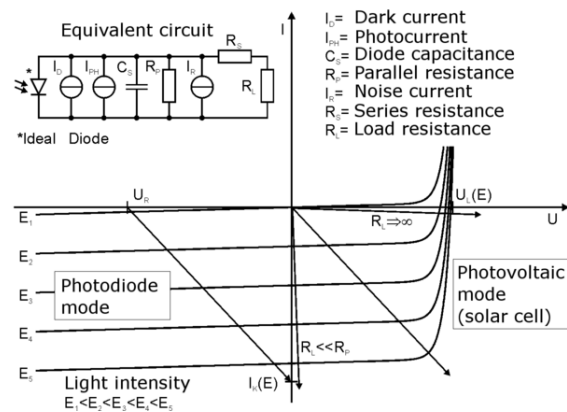 Equivalent circuit
* I_D I_PH C_S R_P I_R R_S R_L
*Ideal Diode
I
I_D= Dark current
I_PH= Photocurrent
C_S= Diode capacitance
R_P= Parallel resistance
I_R= Noise current
R_S= Series resistance
R_L= Load resistance
U_R
U_L(E)
R_L⇒∞
U
E_1
E_2
E_3
E_4
E_5
Photodiode
mode
Photovoltaic
mode
(solar cell)
R_L<<R_P
I_K(E)
Light intensity
E_1<E_2<E_3<E_4<E_5